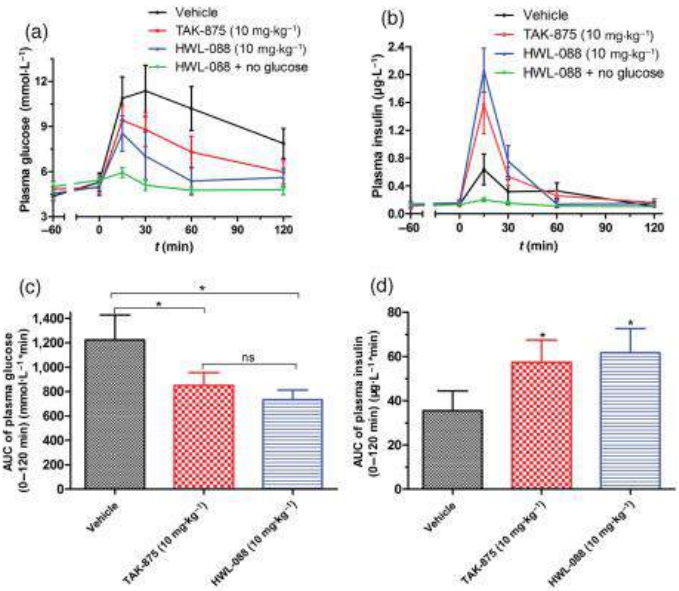 (a)
Vehicle
TAK-875 (10 mg·kg⁻¹)
HWL-088 (10 mg·kg⁻¹)
HWL-088 + no glucose
Plasma glucose (mmol·L⁻¹)
12
9
6
3
−60 0 30 60 90 120
t (min)
(b)
Vehicle
TAK-875 (10 mg·kg⁻¹)
HWL-088 (10 mg·kg⁻¹)
HWL-088 + no glucose
Plasma insulin (µg·L⁻¹)
2.4
2.0
1.6
1.2
0.8
0.4
0.0
−60 0 30 60 90 120
t (min)
(c)
AUC of plasma glucose
(0–120 min) (mmol·L⁻¹*min)
1,400
1,200
1,000
800
600
400
200
0
*
*
ns
Vehicle
TAK-875 (10 mg·kg⁻¹)
HWL-088 (10 mg·kg⁻¹)
(d)
AUC of plasma insulin
(0–120 min) (µg·L⁻¹*min)
80
60
40
20
0
*
*
Vehicle
TAK-875 (10 mg·kg⁻¹)
HWL-088 (10 mg·kg⁻¹)